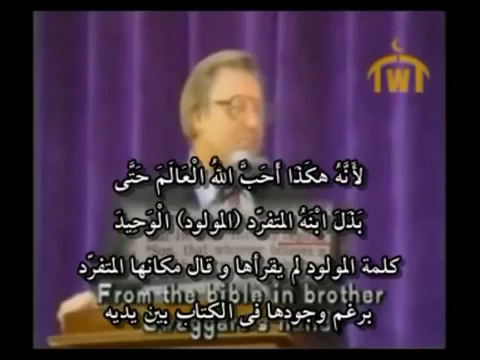 لأَنَّهُ هكَذَا أَحَبَّ اللهُ الْعَالَمَ حَتَّى
بَذَلَ ابْنَهُ المتفرّد (المولود) الْوَحِيدَ
كلمة المولود لم يقرأها و قال مكانها المتفرّد
From the bible in brother
برغم وجودها في الكتاب بين يديه